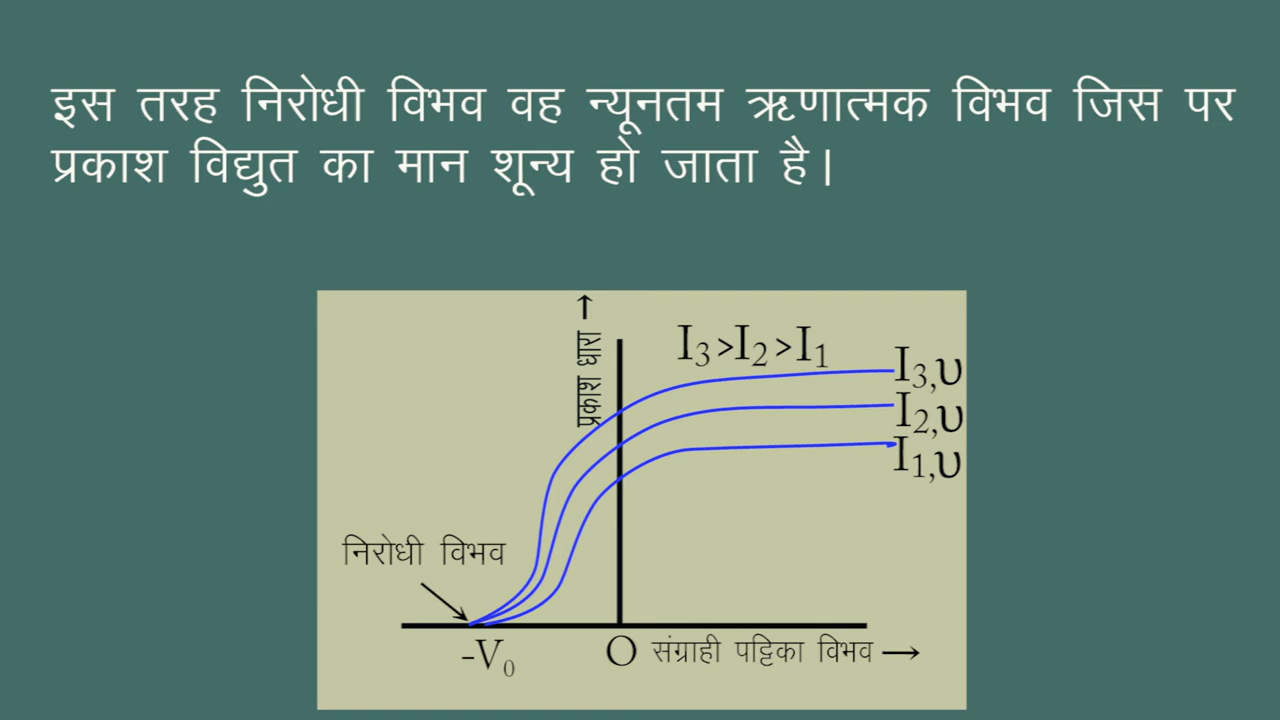 इस तरह निरोधी विभव वह न्यूनतम ऋणात्मक विभव जिस पर
प्रकाश विद्युत का मान शून्य हो जाता है।
प्रकाश धारा →
I₃>I₂>I₁
I₃,υ
I₂,υ
I₁,υ
निरोधी विभव
-V₀
O संग्राही पट्टिका विभव →